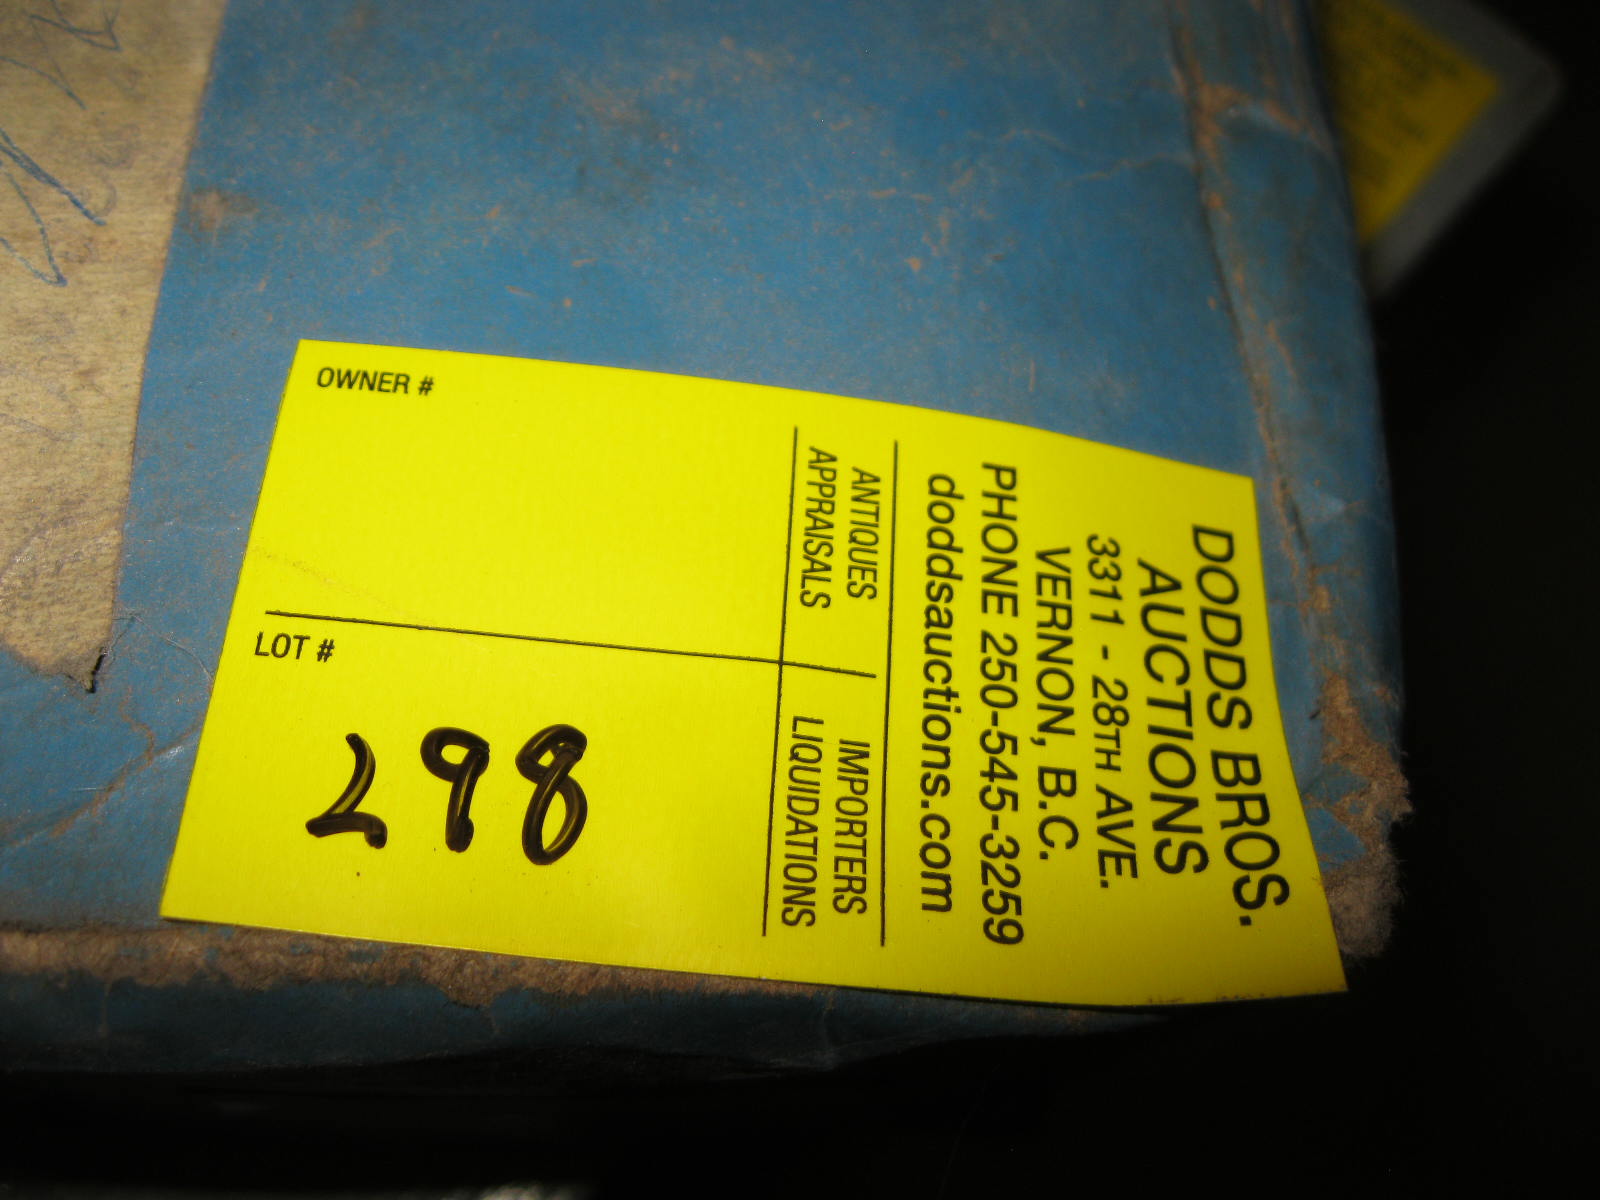 DODDS BROS.
AUCTIONS
3311 - 28TH AVE.
VERNON, B.C.
PHONE 250-545-3259
doddsauctions.com
ANTIQUES
APPRAISALS
IMPORTERS
LIQUIDATIONS
OWNER #
LOT #
298